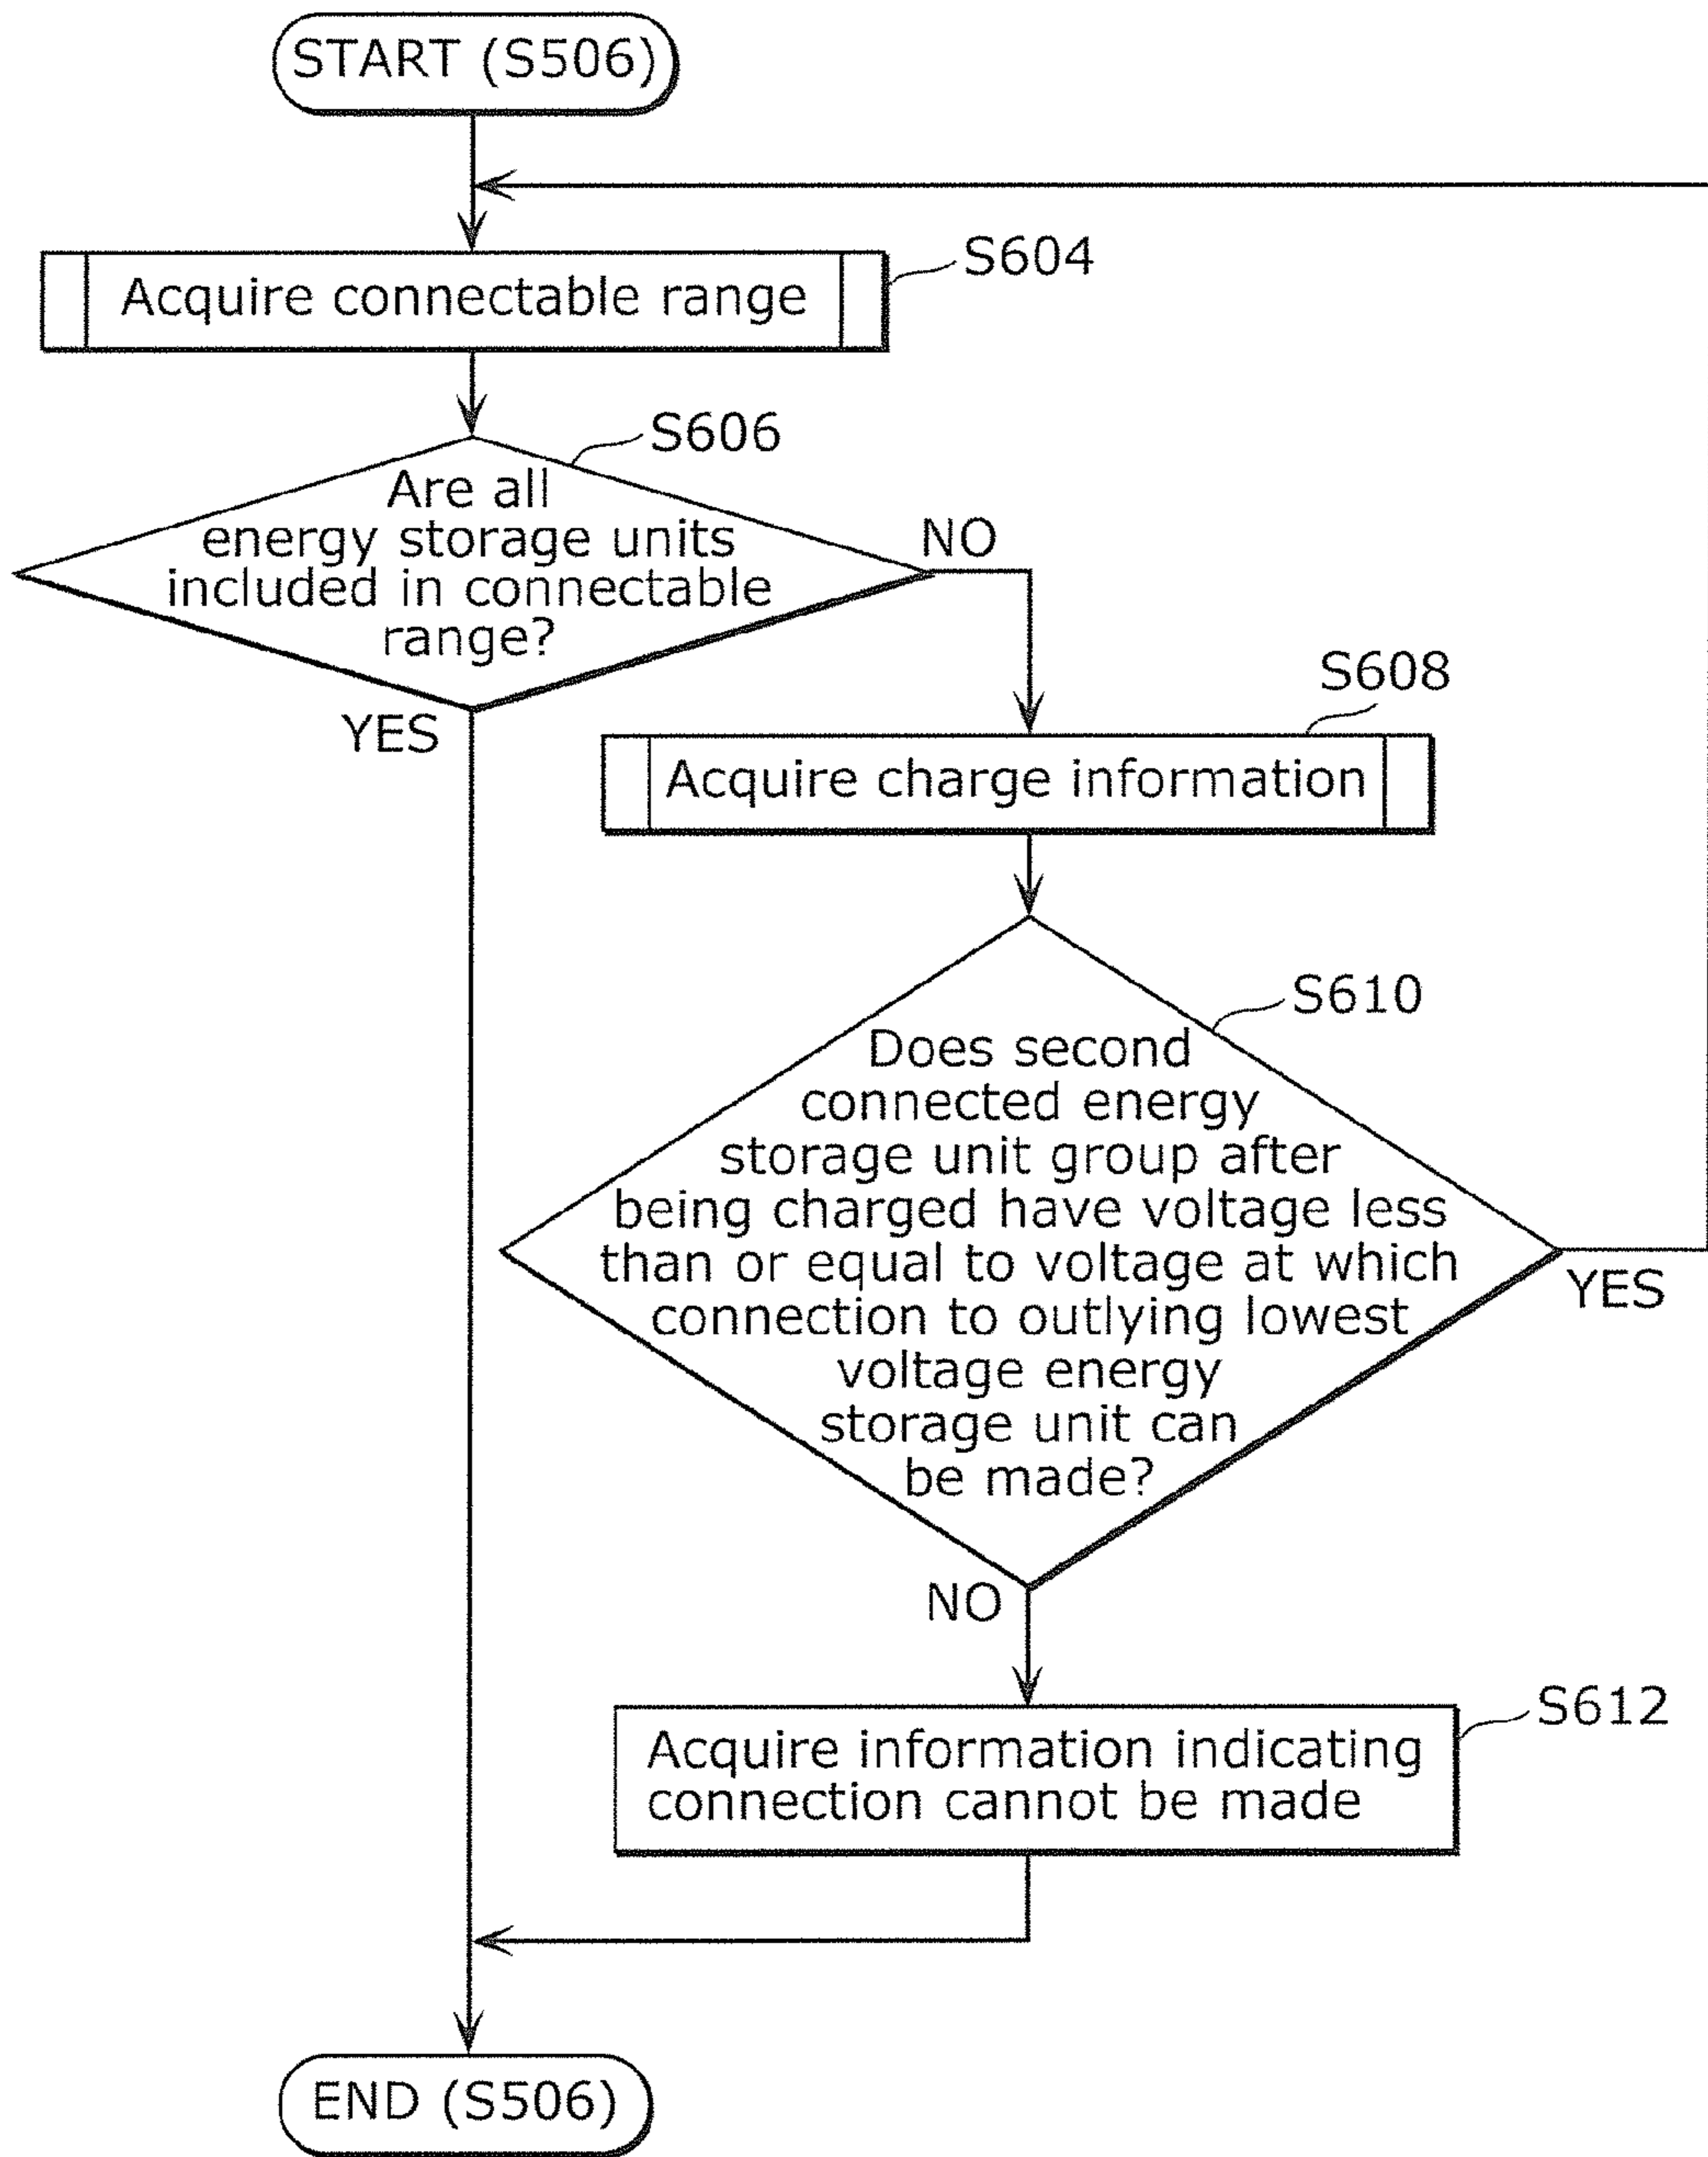 START (S506)
Acquire connectable range
S604
S606
Are all
energy storage units
included in connectable
range?
NO
YES
S608
Acquire charge information
S610
Does second
connected energy
storage unit group after
being charged have voltage less
than or equal to voltage at which
connection to outlying lowest
voltage energy
storage unit can
be made?
YES
NO
S612
Acquire information indicating
connection cannot be made
END (S506)